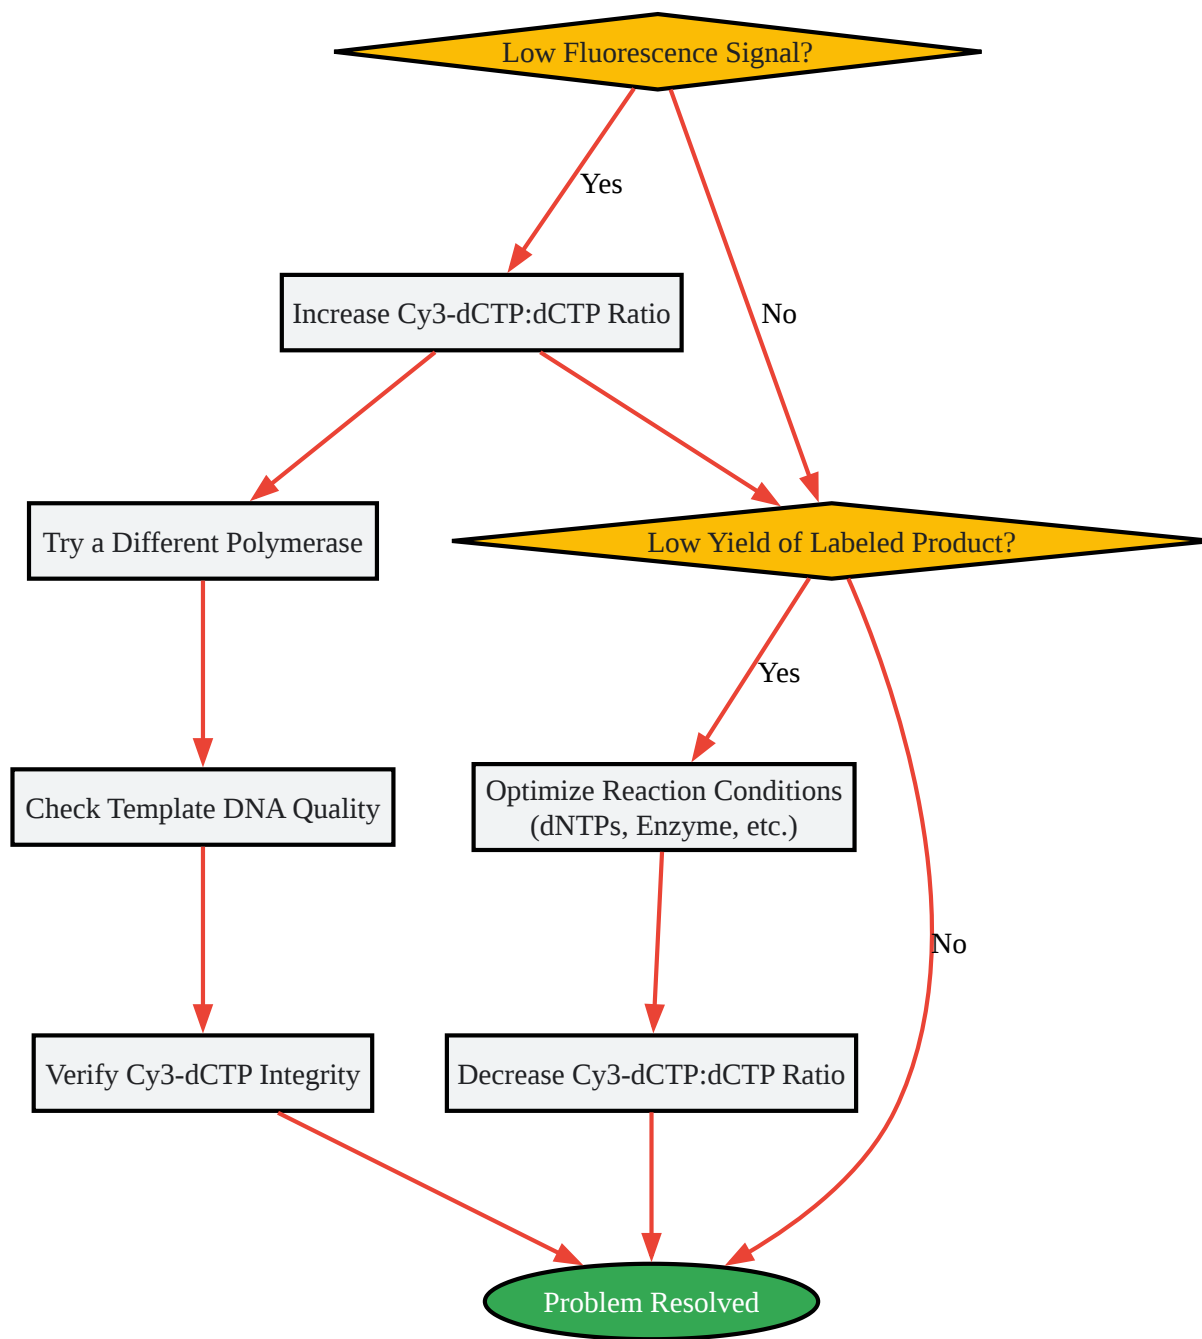 Low Fluorescence Signal?
Yes
Increase Cy3-dCTP:dCTP Ratio
No
Try a Different Polymerase
Low Yield of Labeled Product?
Yes
Check Template DNA Quality
Optimize Reaction Conditions
(dNTPs, Enzyme, etc.)
No
Verify Cy3-dCTP Integrity
Decrease Cy3-dCTP:dCTP Ratio
Problem Resolved